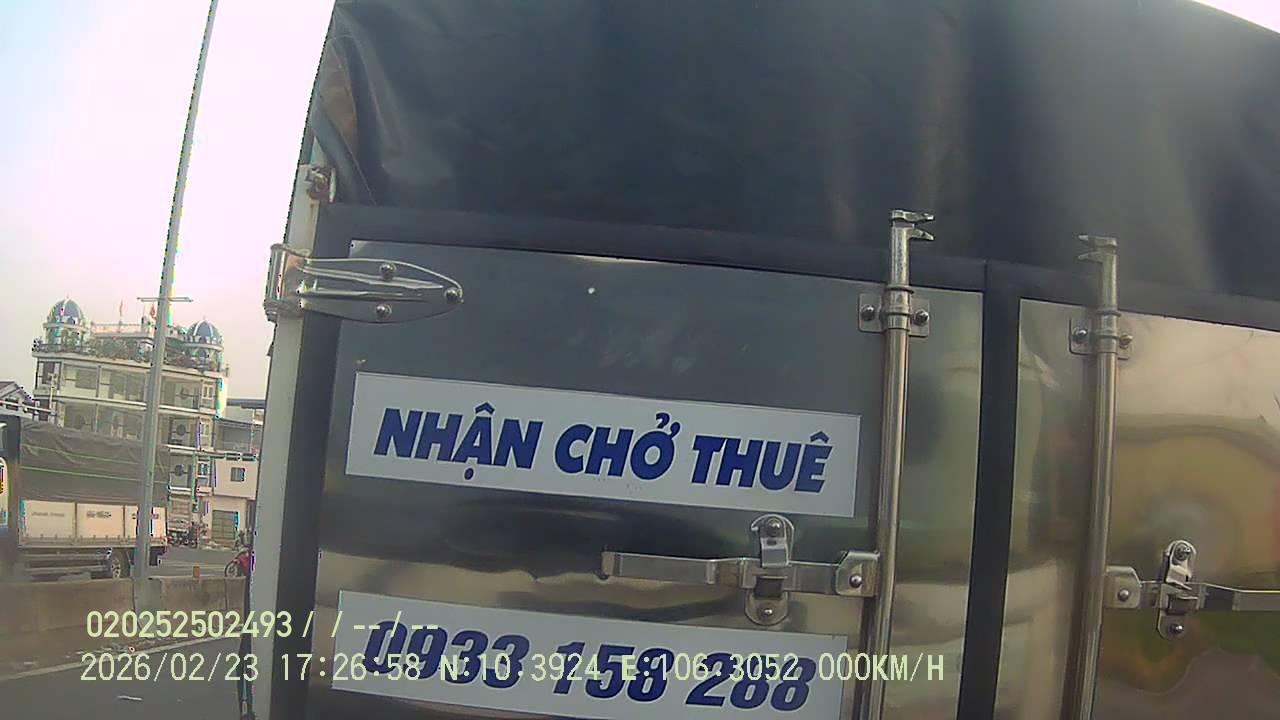 NHẬN CHỞ THUÊ
0933 158 288
020252502493 / / -- / --
2026/02/23 17:26:58 N:10.3924 E:106.3052 000KM/H